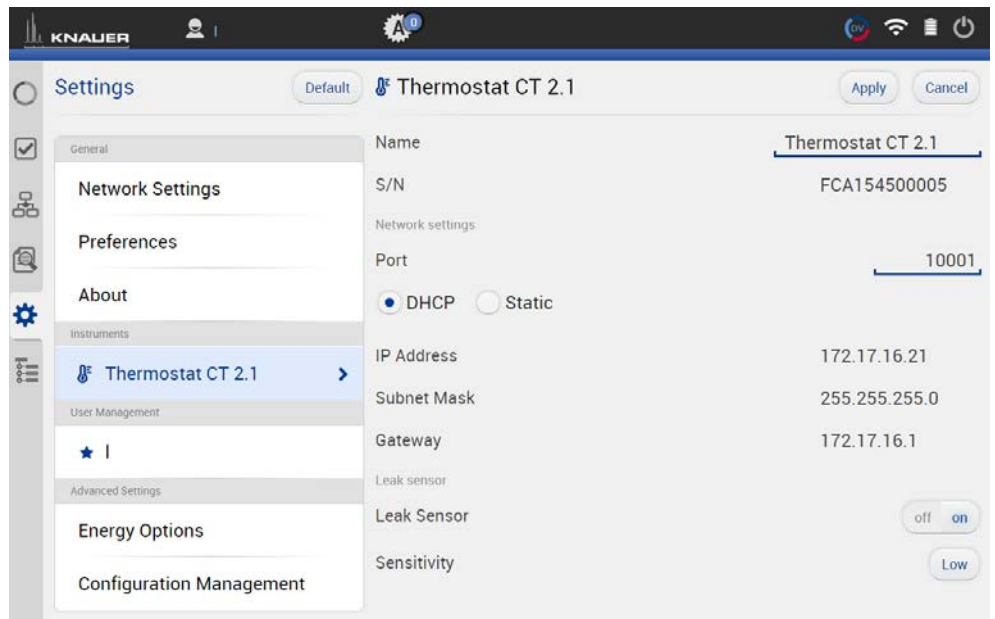 KNAUER
I
A
0
OV
Settings
Default
Thermostat CT 2.1
Apply
Cancel
General
Network Settings
Preferences
About
Instruments
Thermostat CT 2.1
User Management
I
Advanced Settings
Energy Options
Configuration Management
Name
Thermostat CT 2.1
S/N
FCA154500005
Network settings
Port
10001
DHCP
Static
IP Address
172.17.16.21
Subnet Mask
255.255.255.0
Gateway
172.17.16.1
Leak sensor
Leak Sensor
off on
Sensitivity
Low